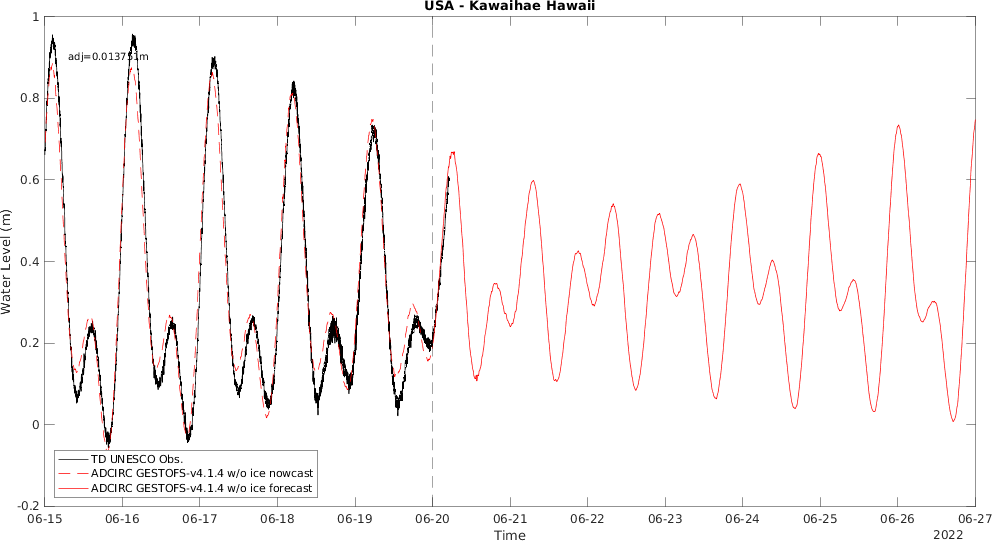 USA - Kawaihae Hawaii
adj=0.013751m
Water Level (m)
1
0.8
0.6
0.4
0.2
0
-0.2
TD UNESCO Obs.
ADCIRC GESTOFS-v4.1.4 w/o ice nowcast
ADCIRC GESTOFS-v4.1.4 w/o ice forecast
06-15 06-16 06-17 06-18 06-19 06-20 06-21 06-22 06-23 06-24 06-25 06-26 06-27
Time
2022